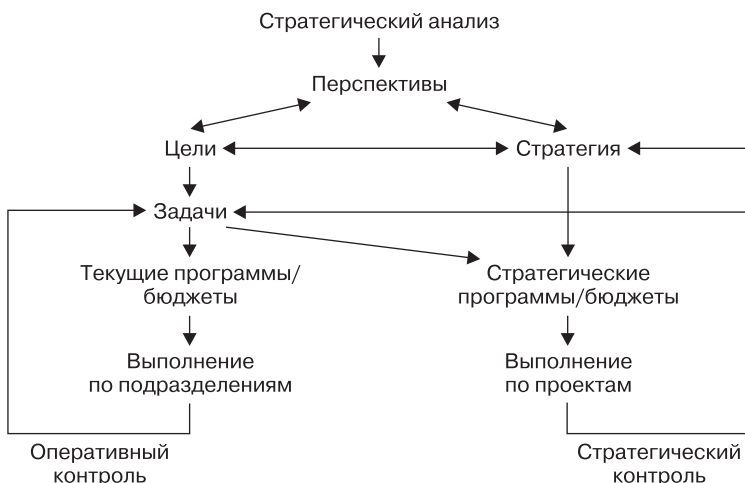 Стратегический анализ
Перспективы
Цели
Стратегия
Задачи
Текущие программы/
бюджеты
Стратегические
программы/бюджеты
Выполнение
по подразделениям
Выполнение
по проектам
Оперативный
контроль
Стратегический
контроль